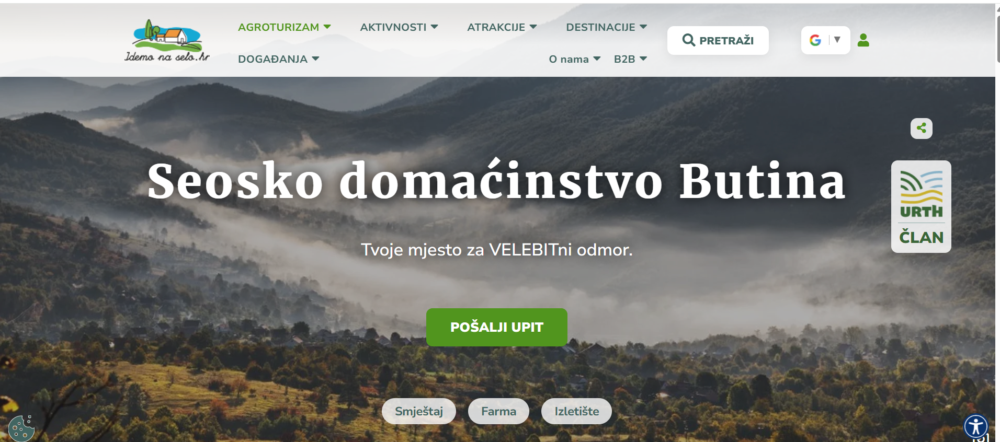 Idemo na selo.hr
AGROTURIZAM
AKTIVNOSTI
ATRAKCIJE
DESTINACIJE
DOGAĐANJA
O nama
B2B
PRETRAŽI
Seosko domaćinstvo Butina
URTH
ČLAN
Tvoje mjesto za VELEBITni odmor.
POŠALJI UPIT
Smještaj
Farma
Izletište